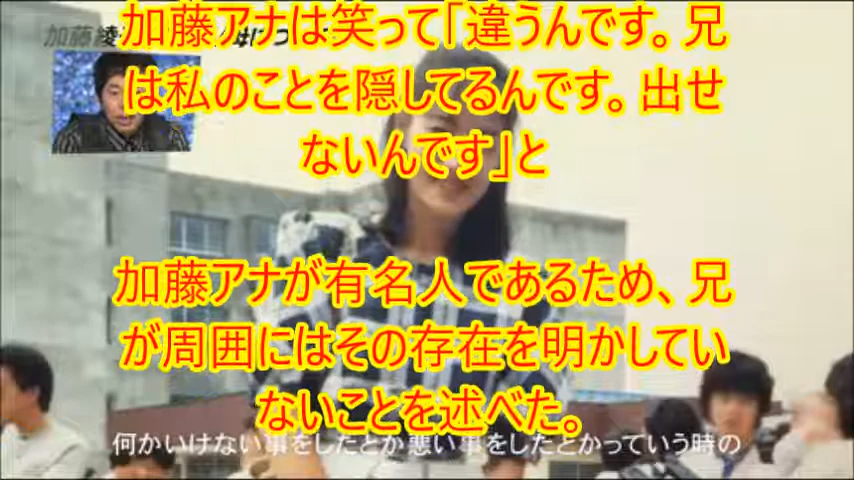 加藤綾
加藤アナは笑って「違うんです。兄
は私のことを隠してるんです。出せ
ないんです」と
加藤アナが有名人であるため、兄
が周囲にはその存在を明かしてい
ないことを述べた。
何かいけない事をしたとか悪い事をしたとかっていう時の